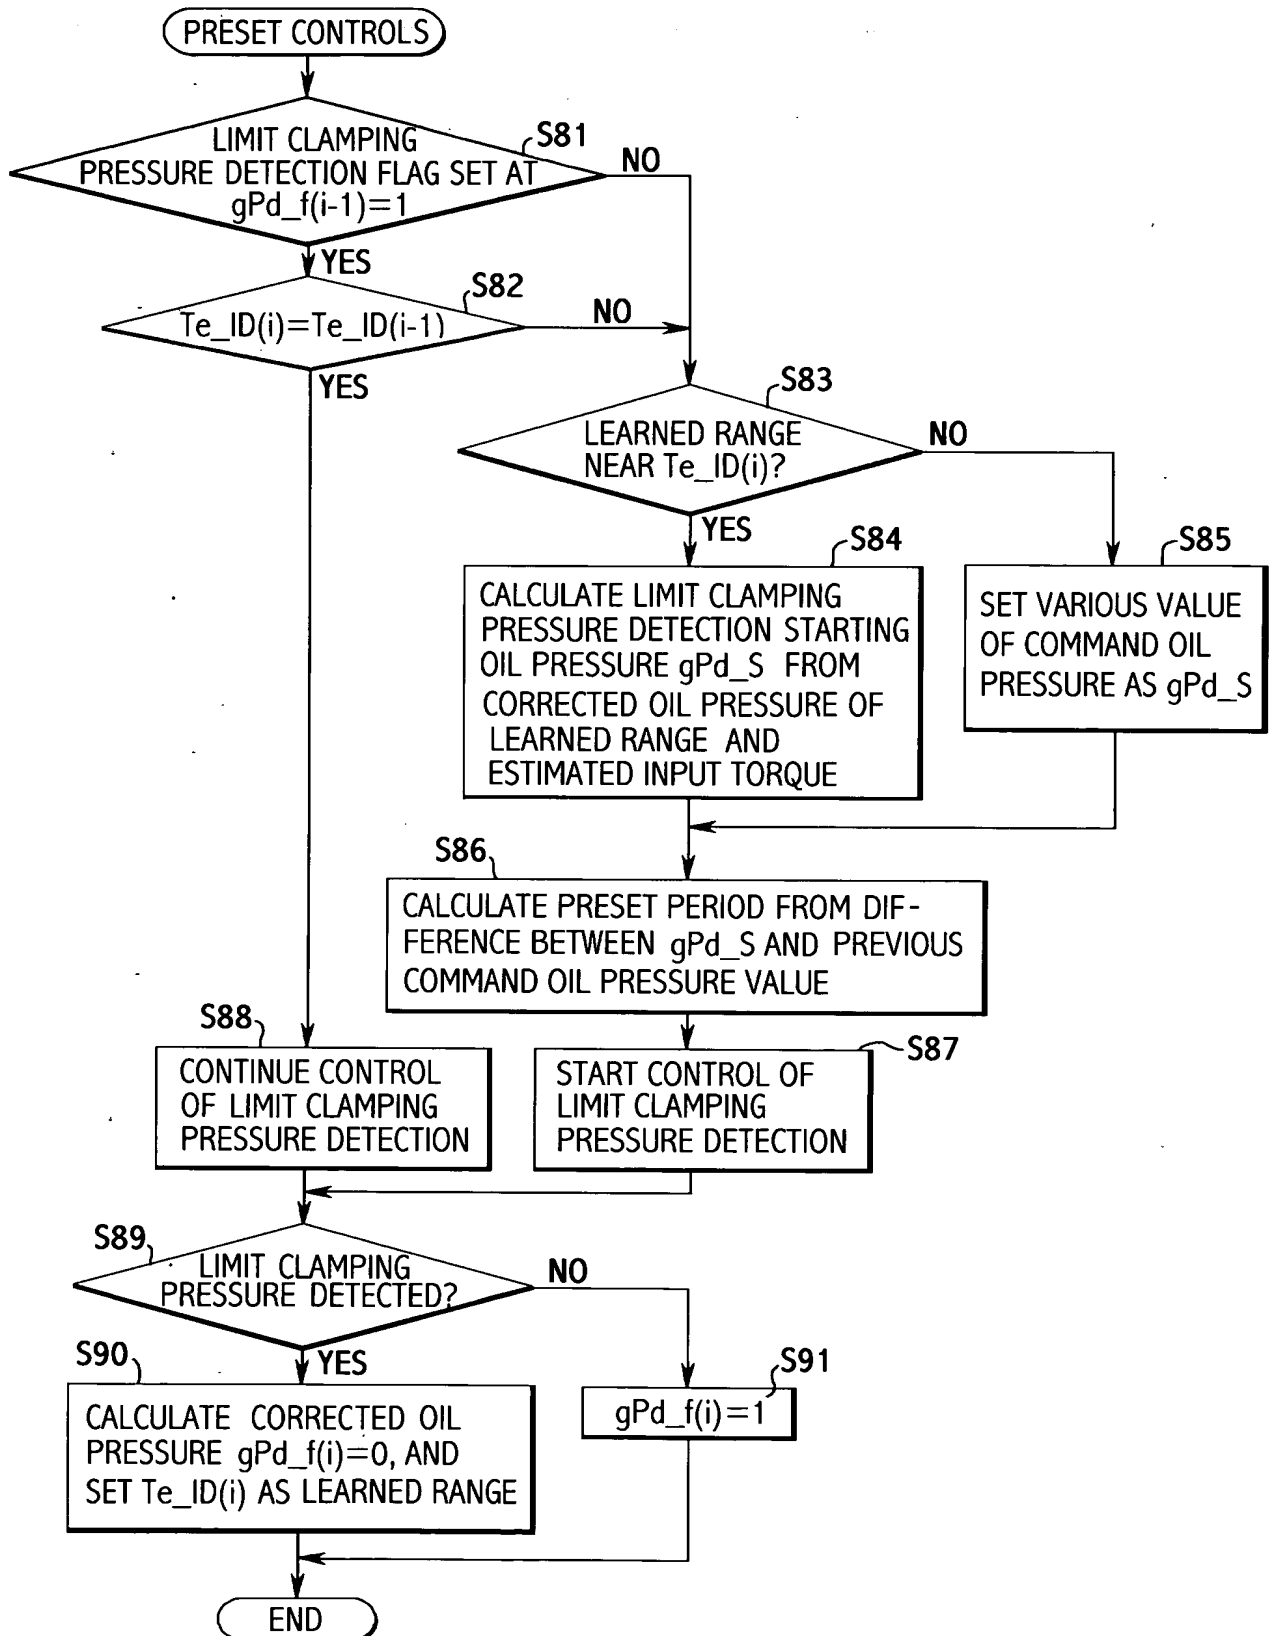 PRESET CONTROLS
LIMIT CLAMPING
PRESSURE DETECTION FLAG SET AT
gPd_f(i-1)=1
S81
NO
YES
Te_ID(i)=Te_ID(i-1)
S82
NO
YES
S83
LEARNED RANGE
NEAR Te_ID(i)?
NO
YES
S84
CALCULATE LIMIT CLAMPING
PRESSURE DETECTION STARTING
OIL PRESSURE gPd_S FROM
CORRECTED OIL PRESSURE OF
LEARNED RANGE AND
ESTIMATED INPUT TORQUE
S85
SET VARIOUS VALUE
OF COMMAND OIL
PRESSURE AS gPd_S
S86
CALCULATE PRESET PERIOD FROM DIF-
FERENCE BETWEEN gPd_S AND PREVIOUS
COMMAND OIL PRESSURE VALUE
S88
CONTINUE CONTROL
OF LIMIT CLAMPING
PRESSURE DETECTION
S87
START CONTROL OF
LIMIT CLAMPING
PRESSURE DETECTION
S89
LIMIT CLAMPING
PRESSURE DETECTED?
NO
YES
S90
CALCULATE CORRECTED OIL
PRESSURE gPd_f(i)=0, AND
SET Te_ID(i) AS LEARNED RANGE
S91
gPd_f(i)=1
END